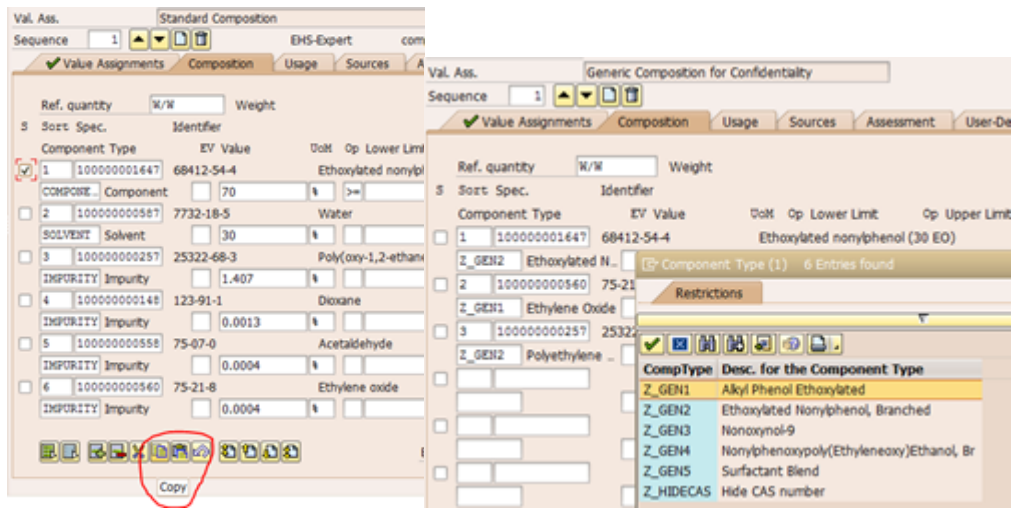 Val. Ass. Standard Composition
Sequence 1 EHS-Expert com
Value Assignments Composition Usage Sources A
Ref. quantity W/W Weight
S Sort Spec. Identifier
Component Type EV Value UoM Op Lower Limi
1 100000001647 68412-54-4 Ethoxylated nonylpl
COMPONE.. Component 70 % >=
2 100000000587 7732-18-5 Water
SOLVENT Solvent 30 %
3 100000000257 25322-68-3 Poly(oxy-1,2-ethane
IMPURITY Impurity 1.407 %
4 100000000148 123-91-1 Dioxane
IMPURITY Impurity 0.0013 %
5 100000000558 75-07-0 Acetaldehyde
IMPURITY Impurity 0.0004 %
6 100000000560 75-21-8 Ethylene oxide
IMPURITY Impurity 0.0004 %
Copy
Val. Ass. Generic Composition for Confidentiality
Sequence 1
Value Assignments Composition Usage Sources Assessment User-De
Ref. quantity W/W Weight
S Sort Spec. Identifier
Component Type EV Value UoM Op Lower Limit Op Upper Limit
1 100000001647 68412-54-4 Ethoxylated nonylphenol (30 EO)
Z_GEN2 Ethoxylated N..
2 100000000560 75-21
Z_GEN1 Ethylene Oxide
3 100000000257 25322
Z_GEN2 Polyethylene ..
Component Type (1) 6 Entries found
Restrictions
CompType Desc. for the Component Type
Z_GEN1 Alkyl Phenol Ethoxylated
Z_GEN2 Ethoxylated Nonylphenol, Branched
Z_GEN3 Nonoxynol-9
Z_GEN4 Nonylphenoxypoly(Ethyleneoxy)Ethanol, Br
Z_GEN5 Surfactant Blend
Z_HIDECAS Hide CAS number